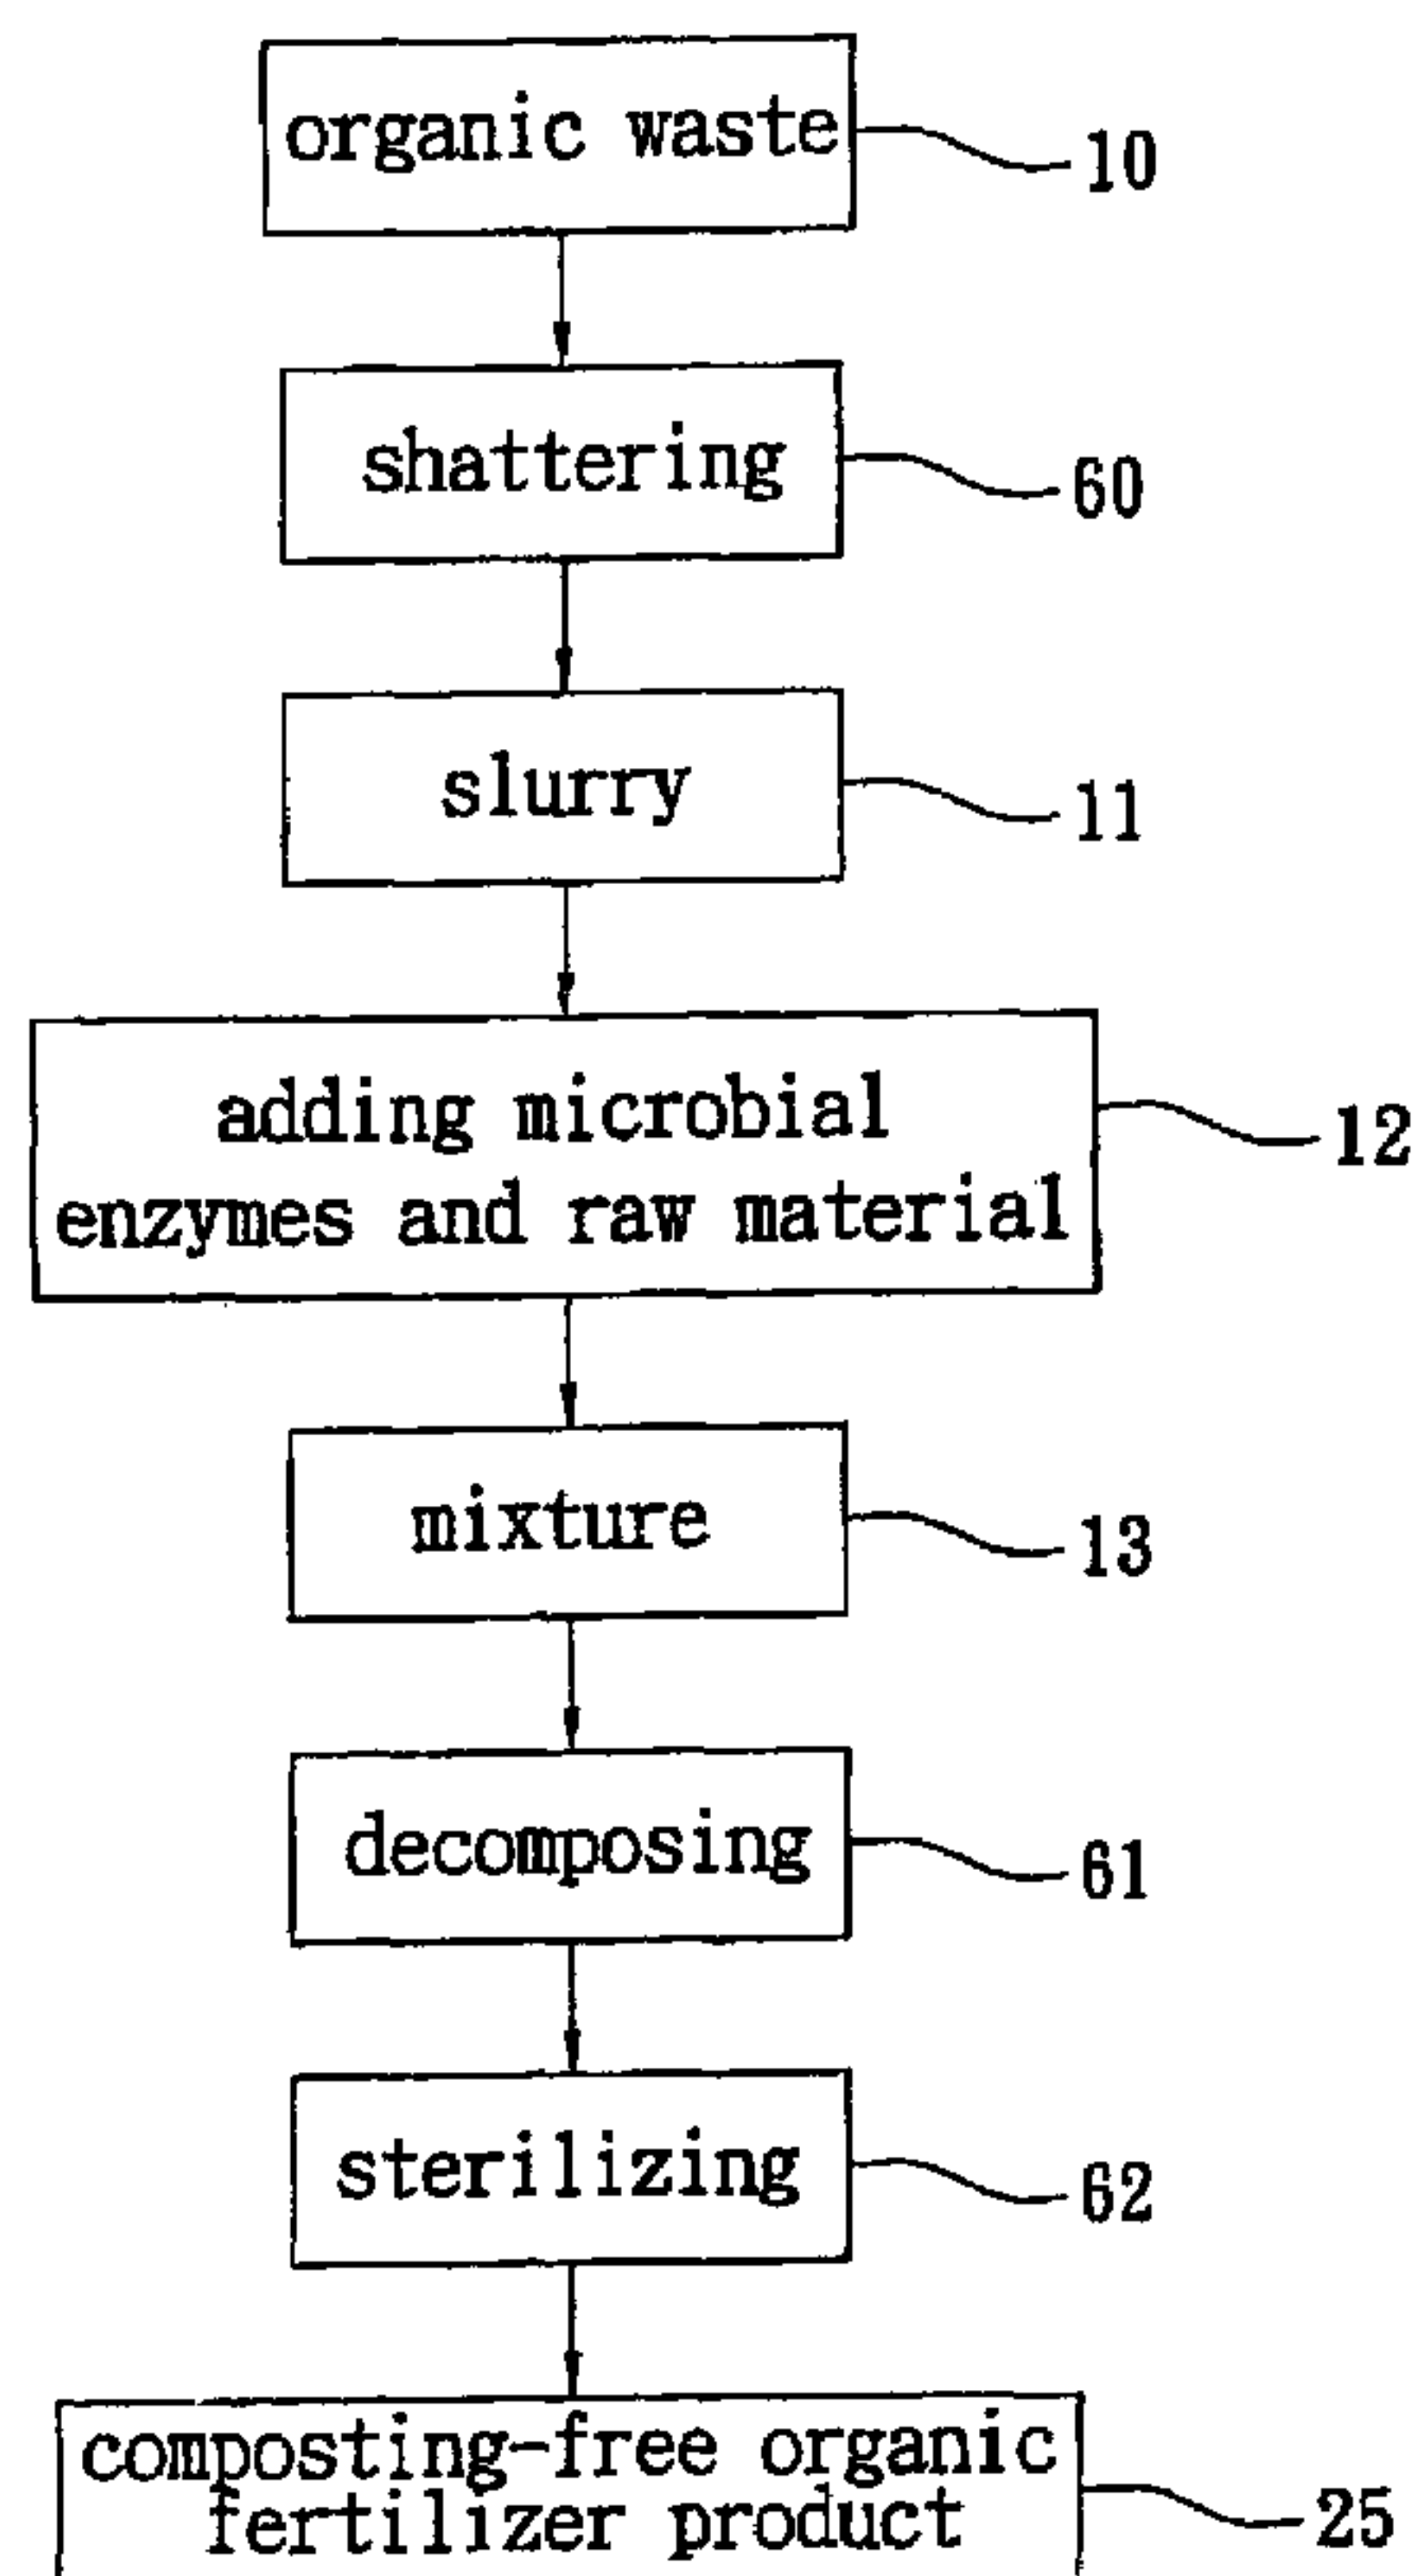 organic waste
10
shattering
60
slurry
11
adding microbial
enzymes and raw material
12
mixture
13
decomposing
61
sterilizing
62
composting-free organic
fertilizer product
25